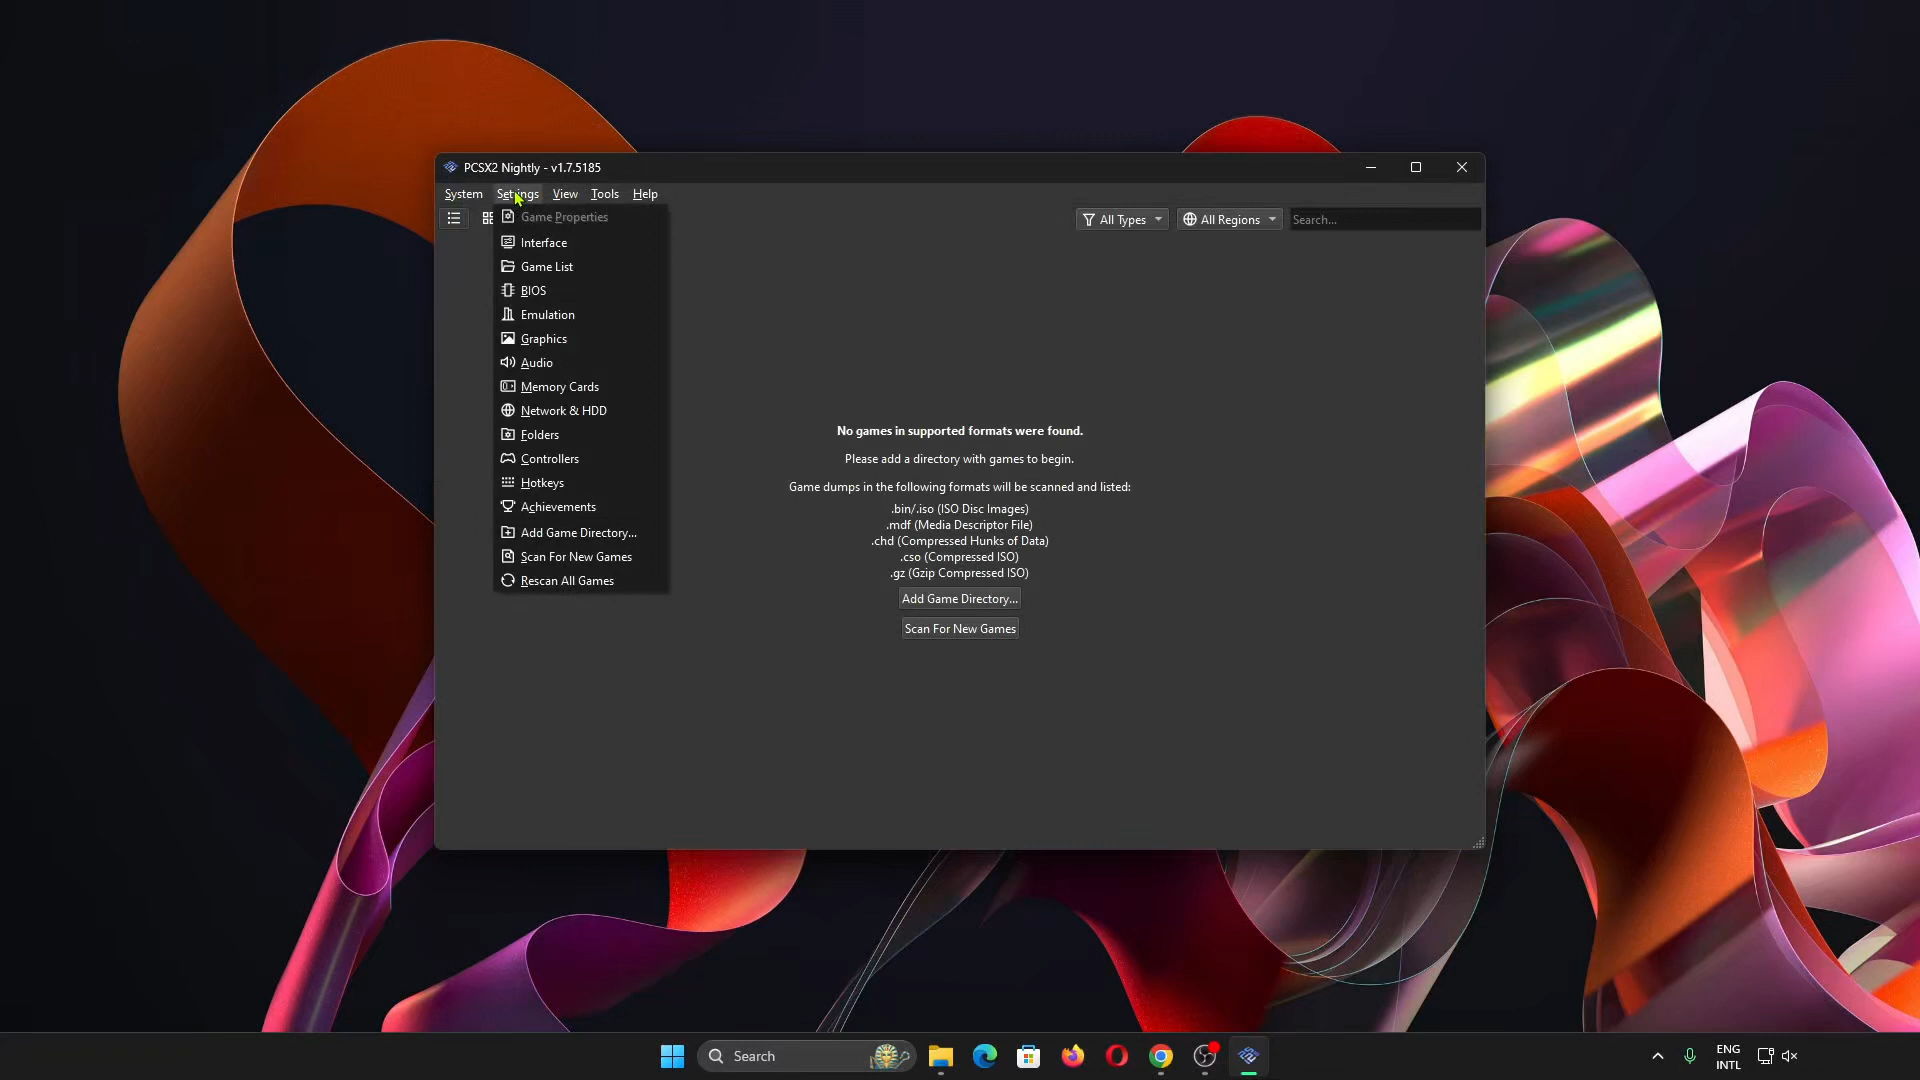 PCSX2 Nightly - v1.7.5185
System Settings View Tools Help
All Types All Regions Search...
Game Properties
Interface
Game List
BIOS
Emulation
Graphics
Audio
Memory Cards
Network & HDD
Folders
Controllers
Hotkeys
Achievements
Add Game Directory...
Scan For New Games
Rescan All Games
No games in supported formats were found.
Please add a directory with games to begin.
Game dumps in the following formats will be scanned and listed:
.bin/.iso (ISO Disc Images)
.mdf (Media Descriptor File)
.chd (Compressed Hunks of Data)
.cso (Compressed ISO)
.gz (Gzip Compressed ISO)
Add Game Directory...
Scan For New Games
Search
ENG
INTL